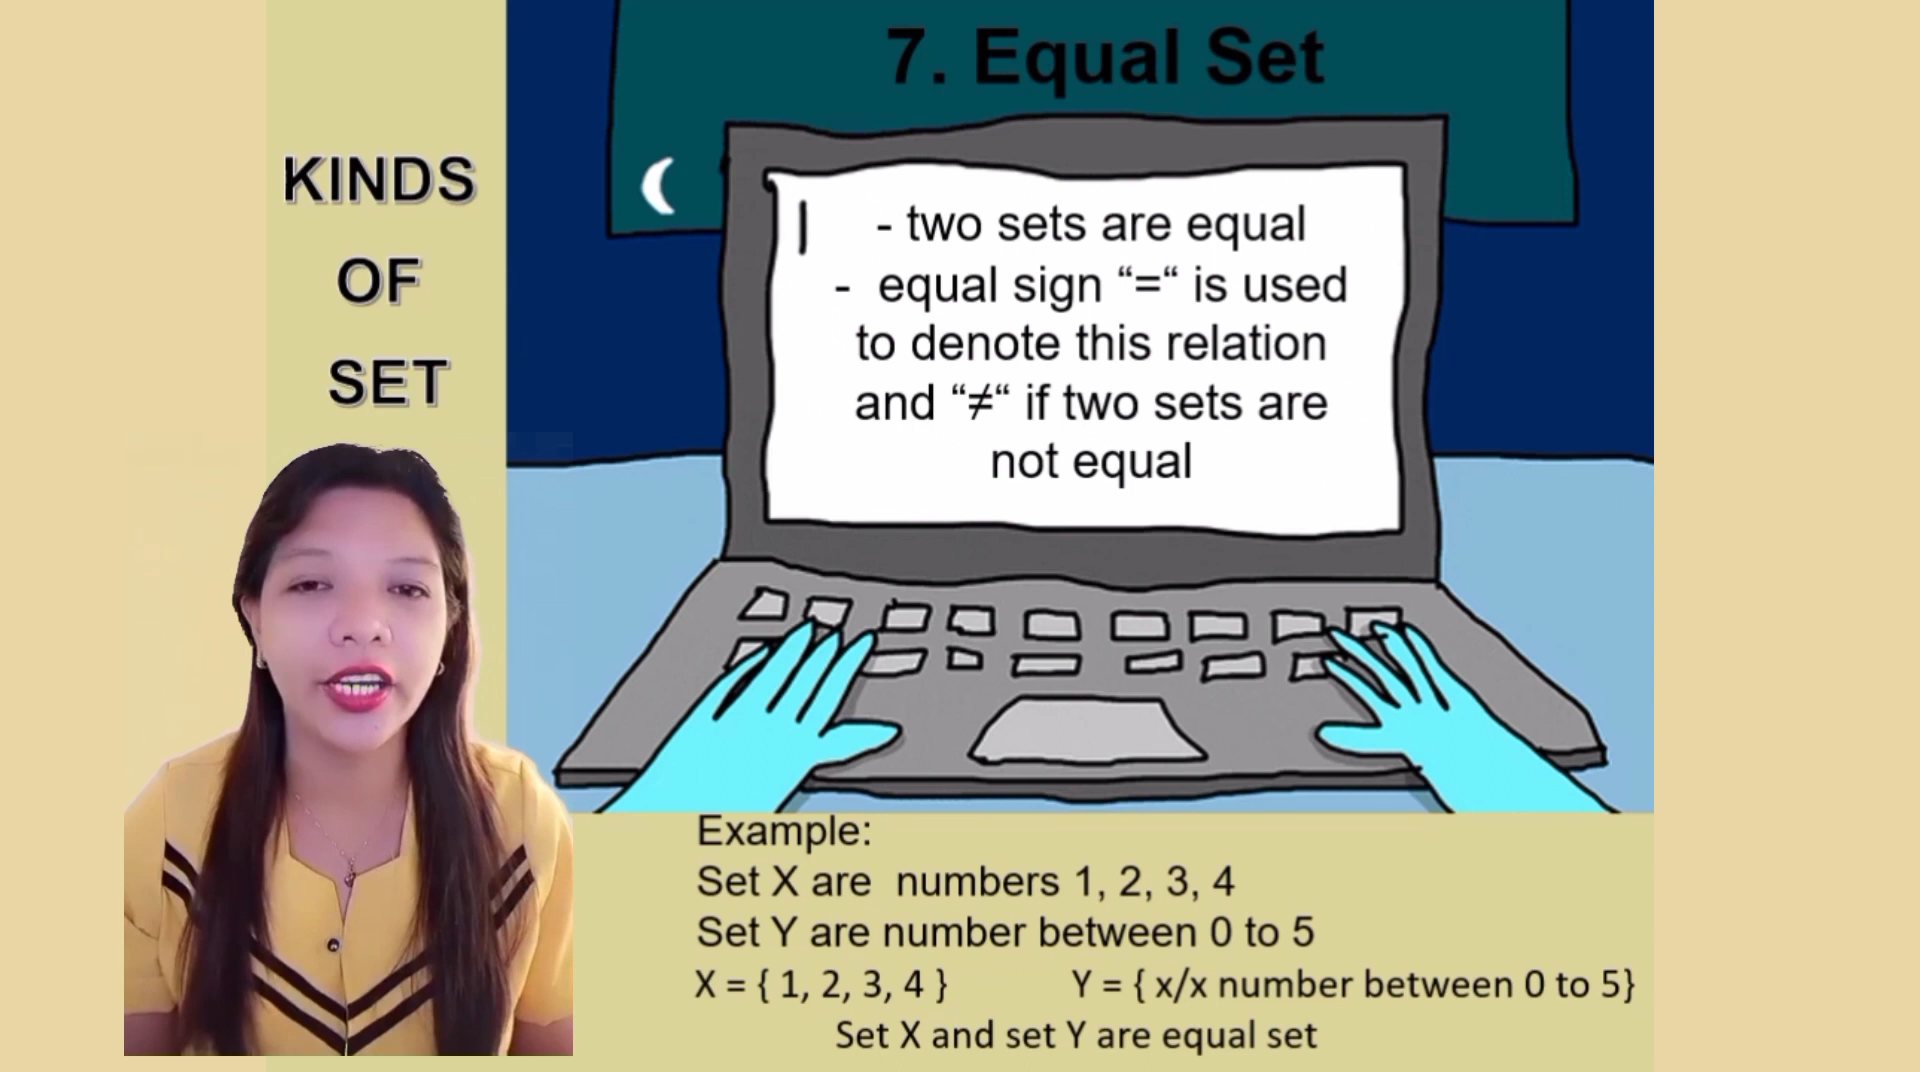 7. Equal Set
KINDS
OF
SET
- two sets are equal
- equal sign “=“ is used
to denote this relation
and “≠“ if two sets are
not equal
Example:
Set X are numbers 1, 2, 3, 4
Set Y are number between 0 to 5
X = { 1, 2, 3, 4 } Y = { x/x number between 0 to 5}
Set X and set Y are equal set